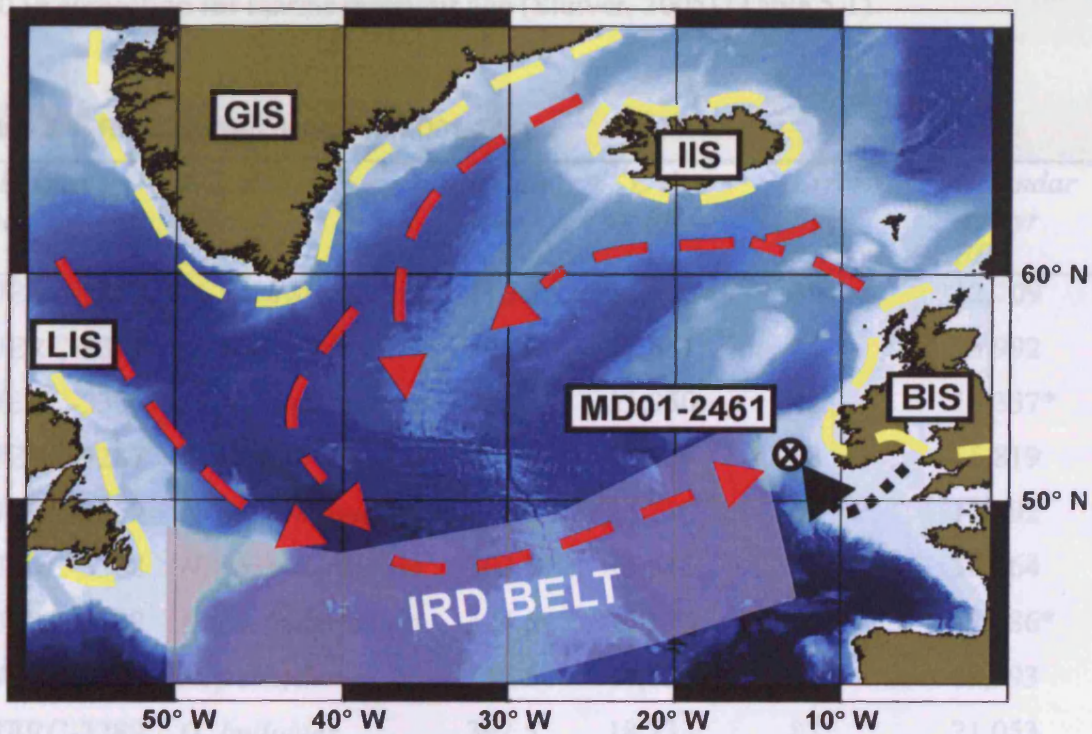 GIS
IIS
60° N
LIS
MD01-2461
BIS
50° N
IRD BELT
50° W
40° W
30° W
20° W
10° W